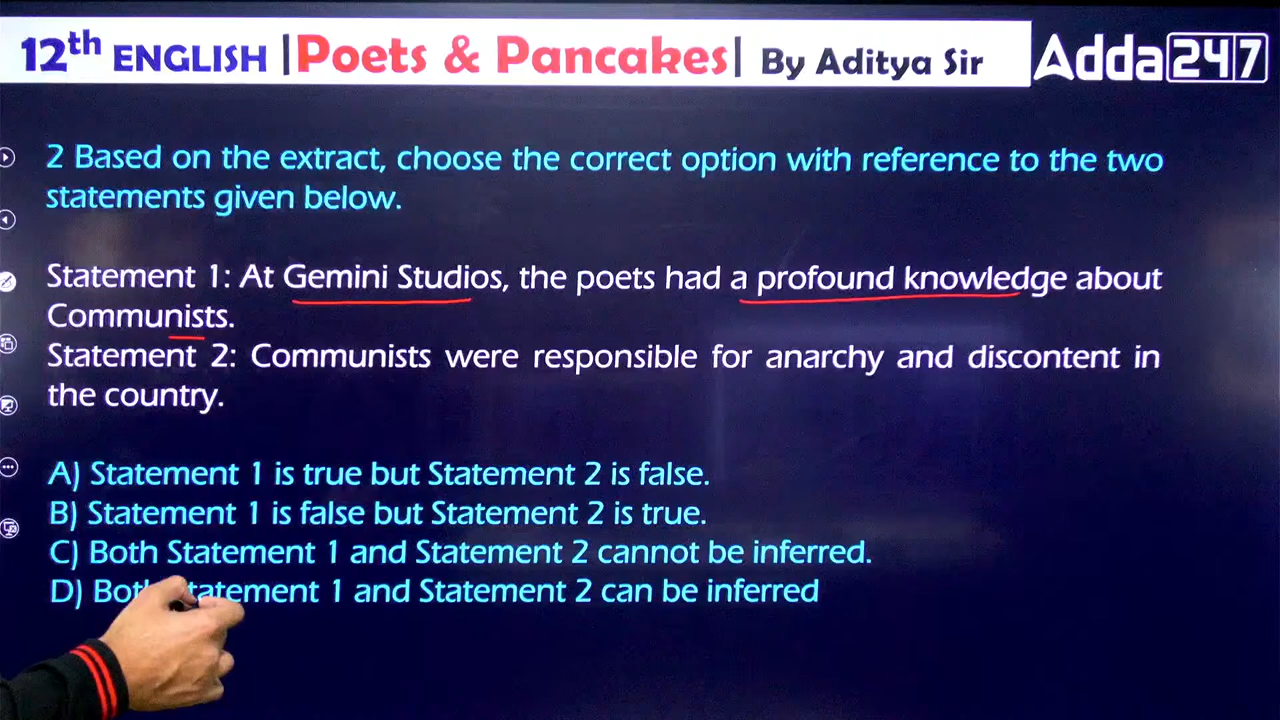 12th ENGLISH |Poets & Pancakes| By Aditya Sir
Adda247
2 Based on the extract, choose the correct option with reference to the two
statements given below.
Statement 1: At Gemini Studios, the poets had a profound knowledge about
Communists.
Statement 2: Communists were responsible for anarchy and discontent in
the country.
A) Statement 1 is true but Statement 2 is false.
B) Statement 1 is false but Statement 2 is true.
C) Both Statement 1 and Statement 2 cannot be inferred.
D) Both Statement 1 and Statement 2 can be inferred